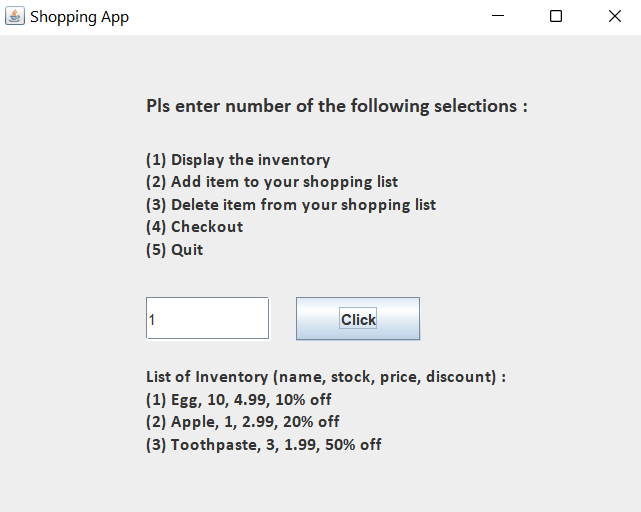 Shopping App
Pls enter number of the following selections :
(1) Display the inventory
(2) Add item to your shopping list
(3) Delete item from your shopping list
(4) Checkout
(5) Quit
1 Click
List of Inventory (name, stock, price, discount) :
(1) Egg, 10, 4.99, 10% off
(2) Apple, 1, 2.99, 20% off
(3) Toothpaste, 3, 1.99, 50% off